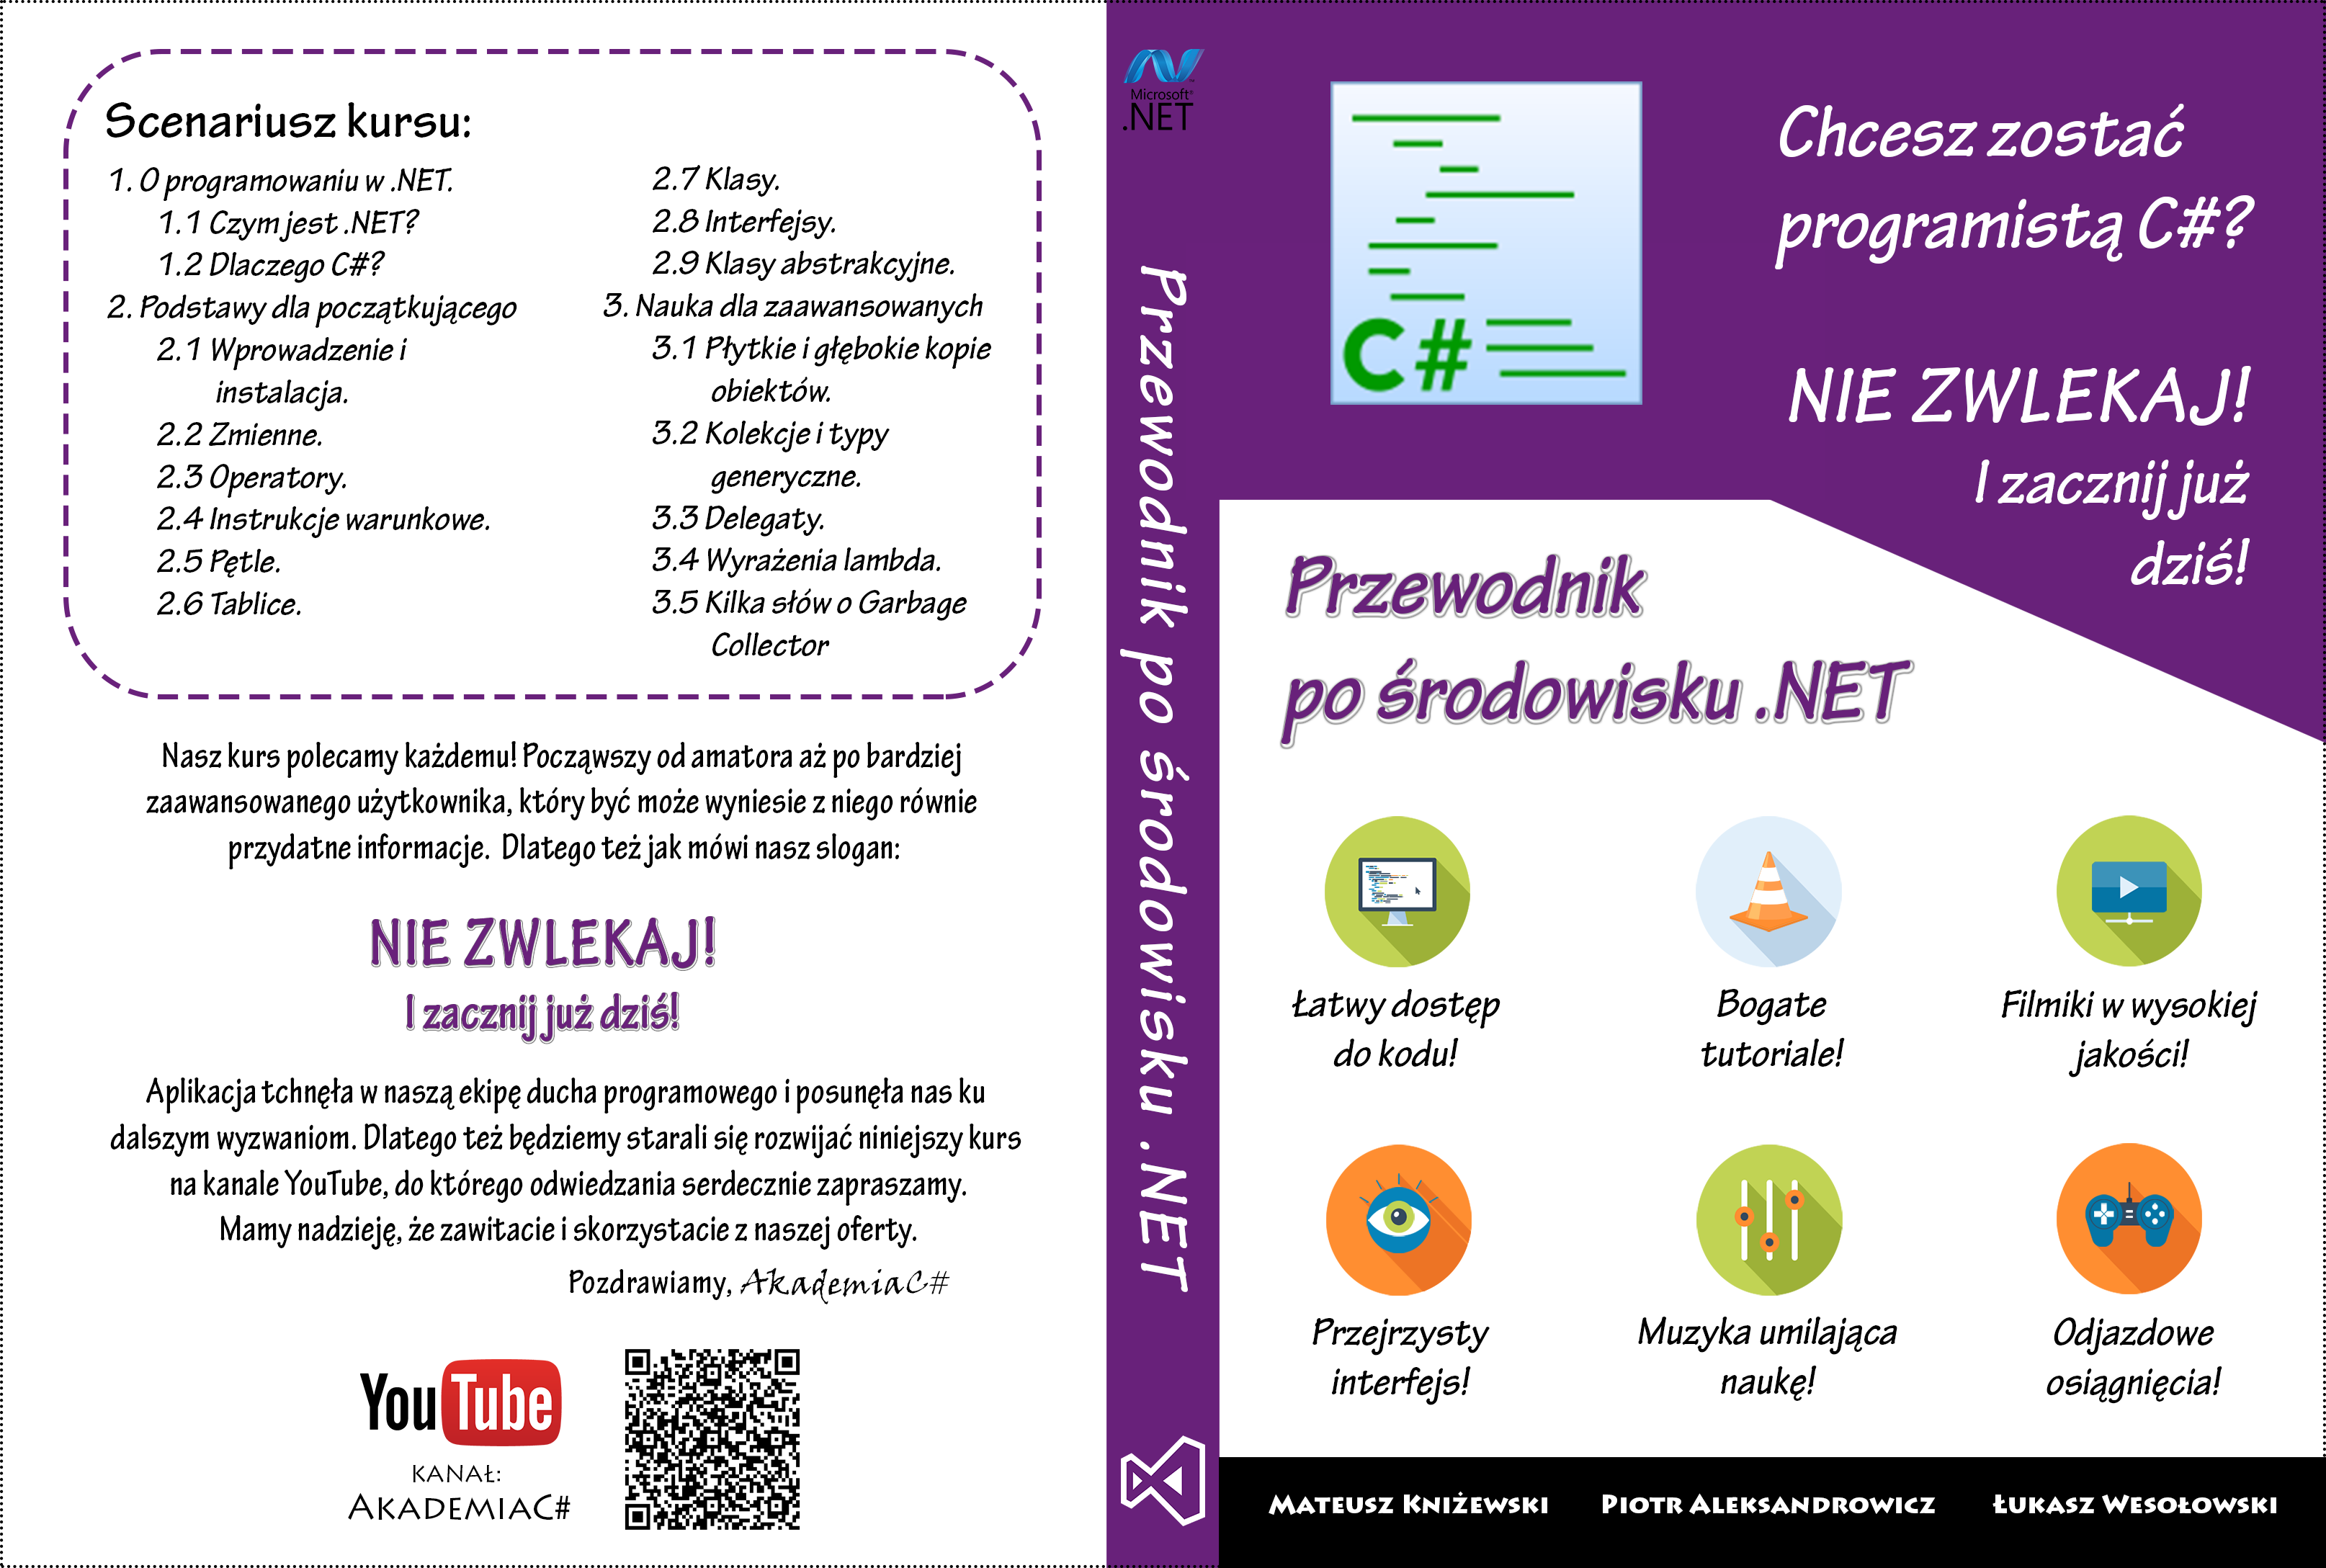 Scenariusz kursu:
1. O programowaniu w .NET.
1.1 Czym jest .NET?
1.2 Dlaczego C#?
2. Podstawy dla początkującego
2.1 Wprowadzenie i
instalacja.
2.2 Zmienne.
2.3 Operatory.
2.4 Instrukcje warunkowe.
2.5 Pętle.
2.6 Tablice.
2.7 Klasy.
2.8 Interfejsy.
2.9 Klasy abstrakcyjne.
3. Nauka dla zaawansowanych
3.1 Płytkie i głębokie kopie
obiektów.
3.2 Kolekcje i typy
generyczne.
3.3 Delegaty.
3.4 Wyrażenia lambda.
3.5 Kilka słów o Garbage
Collector
Nasz kurs polecamy każdemu! Począwszy od amatora aż po bardziej
zaawansowanego użytkownika, który być może wyniesie z niego równie
przydatne informacje. Dlatego też jak mówi nasz slogan:
NIE ZWLEKAJ!
I zacznij już dziś!
Aplikacja tchnęła w naszą ekipę ducha programowego i posunęła nas ku
dalszym wyzwaniom. Dlatego też będziemy starali się rozwijać niniejszy kurs
na kanale YouTube, do którego odwiedzania serdecznie zapraszamy.
Mamy nadzieję, że zawitacie i skorzystacie z naszej oferty.
Pozdrawiamy, AkademiaC#
YouTube
KANAŁ:
AKADEMIAC#
Microsoft®
.NET
Przewodnik po środowisku .NET
C#
Chcesz zostać
programistą C#?
NIE ZWLEKAJ!
I zacznij już
dziś!
Przewodnik
po środowisku .NET
Łatwy dostęp
do kodu!
Bogate
tutoriale!
Filmiki w wysokiej
jakości!
Przejrzysty
interfejs!
Muzyka umilająca
naukę!
Odjazdowe
osiągnięcia!
MATEUSZ KNIŻEWSKI
PIOTR ALEKSANDROWICZ
ŁUKASZ WESOŁOWSKI